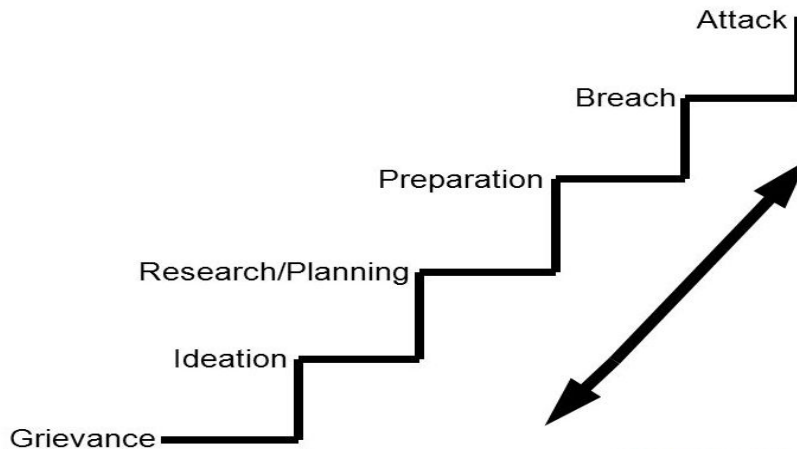 Attack
Breach
Preparation
Research/Planning
Ideation
Grievance